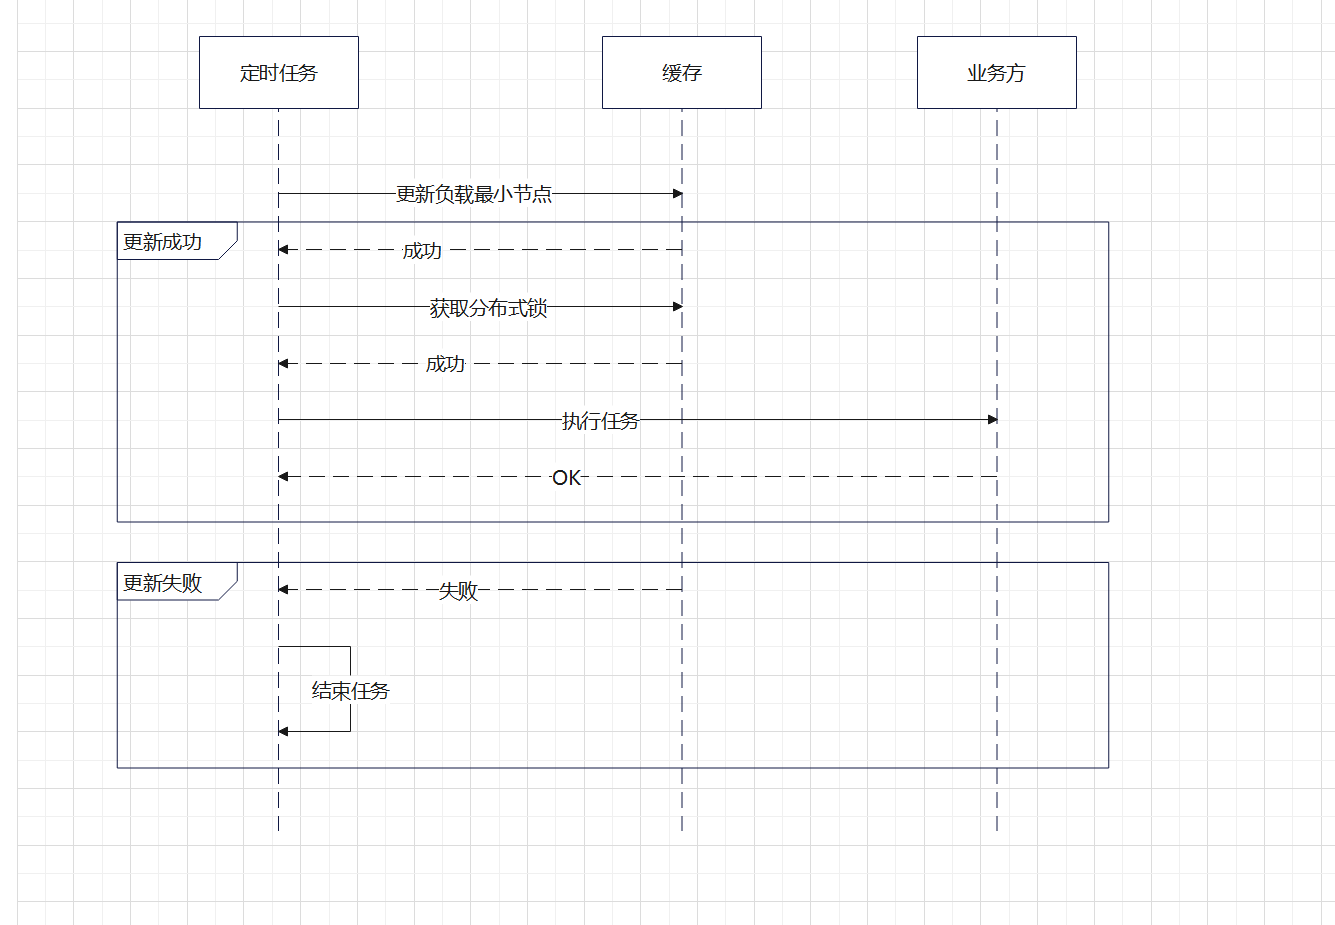 定时任务
缓存
业务方
更新负载最小节点
更新成功
成功
获取分布式锁
成功
执行任务
OK
更新失败
失败
结束任务